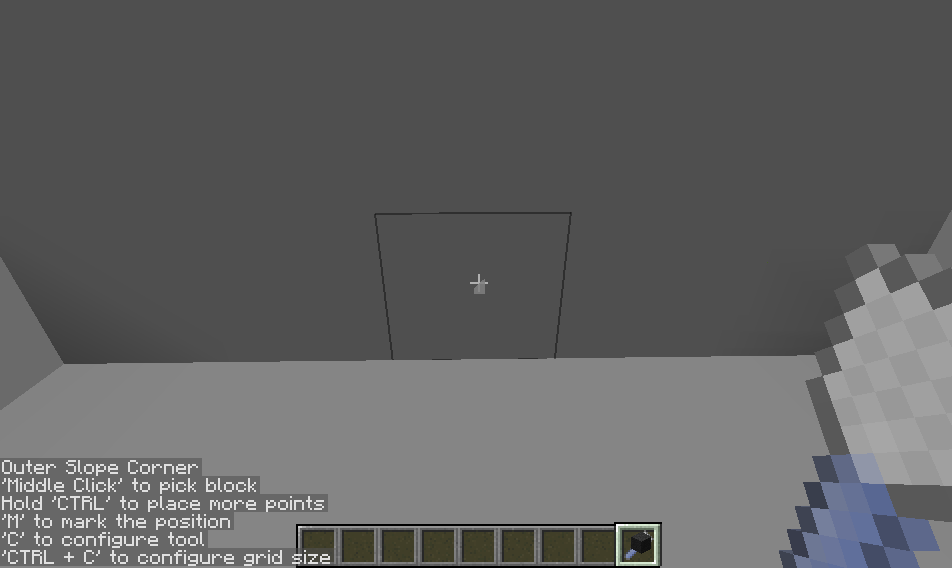 Outer Slope Corner
'Middle Click' to pick block
Hold 'CTRL' to place more points
'M' to mark the position
'C' to configure tool
'CTRL + C' to configure grid size